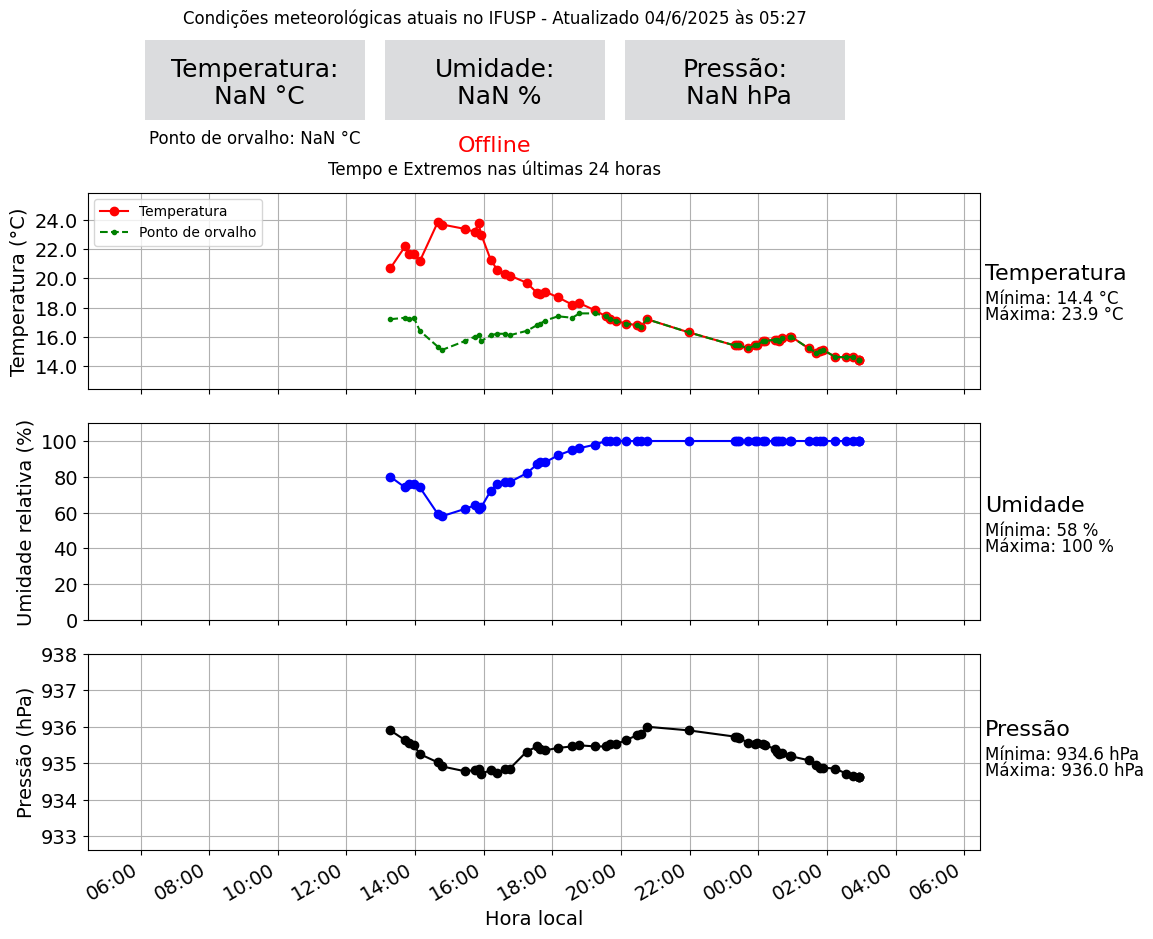 Condições meteorológicas atuais no IFUSP - Atualizado 04/6/2025 às 05:27
Temperatura:
NaN °C
Umidade:
NaN %
Pressão:
NaN hPa
Ponto de orvalho: NaN °C
Offline
Tempo e Extremos nas últimas 24 horas
Temperatura (°C)
24.0
22.0
20.0
18.0
16.0
14.0
Temperatura
Ponto de orvalho
Temperatura
Mínima: 14.4 °C
Máxima: 23.9 °C
Umidade relativa (%)
100
80
60
40
20
0
Umidade
Mínima: 58 %
Máxima: 100 %
Pressão (hPa)
938
937
936
935
934
933
Pressão
Mínima: 934.6 hPa
Máxima: 936.0 hPa
06:00
08:00
10:00
12:00
14:00
16:00
18:00
20:00
22:00
00:00
02:00
04:00
06:00
Hora local